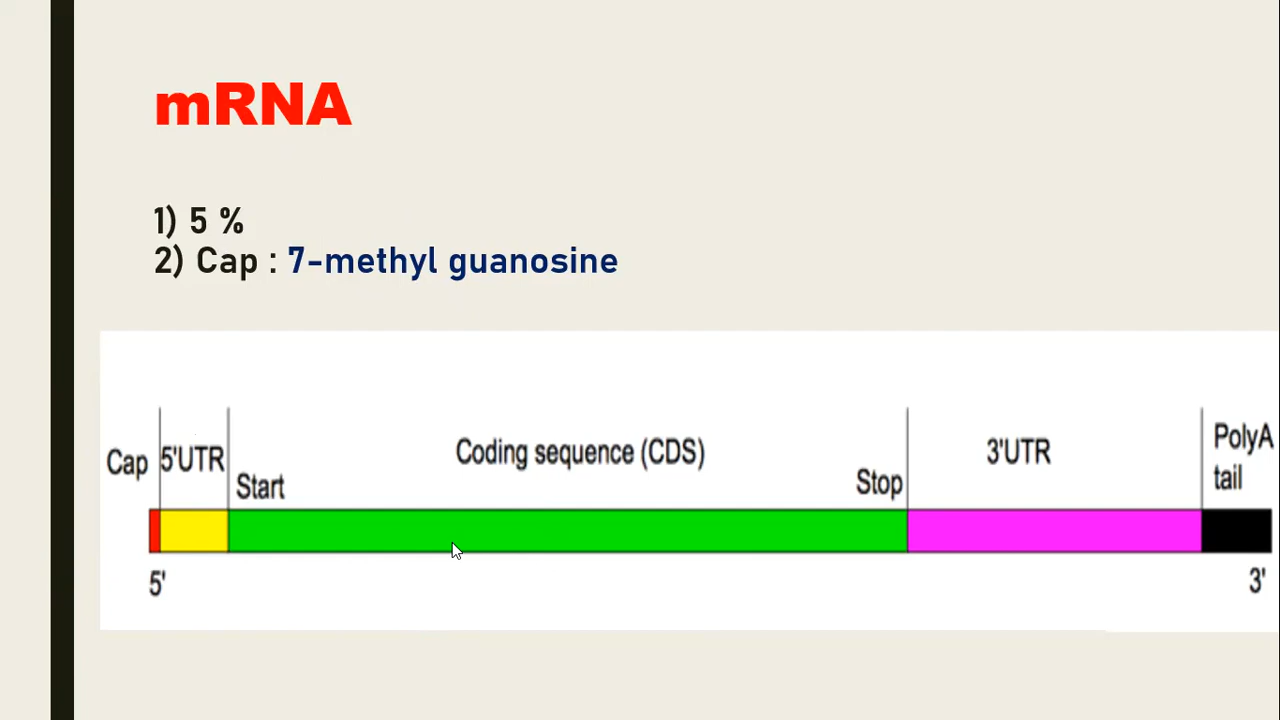 mRNA
1) 5 %
2) Cap : 7-methyl guanosine
Cap 5'UTR Start Coding sequence (CDS) Stop 3'UTR PolyA tail
5' 3'